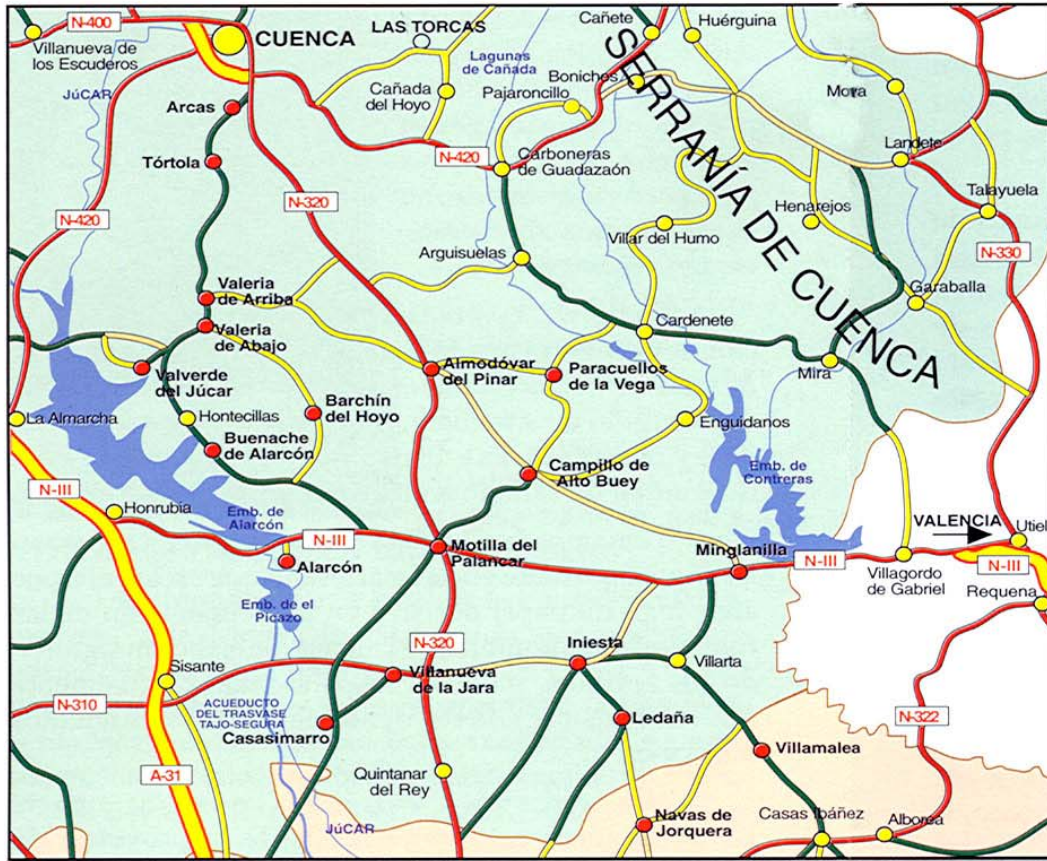 N-400
Villanueva de
los Escuderos
CUENCA
LAS TORCAS
Cañete
Huérguina
JúCAR
Arcas
Cañada
del Hoyo
Lagunas
de Cañada
Boniches
Pajaroncillo
SERRANÍA DE CUENCA
Moya
Tórtola
N-420
Carboneras
de Guadazaón
Landete
N-420
N-320
Talayuela
Henarejos
Villar del Humo
N-330
Arguisuelas
Valeria
de Arriba
Garaballa
Valeria
de Abajo
Cardenete
Valverde
del Júcar
Almodóvar
del Pinar
Paracuellos
de la Vega
Mira
La Almarcha
Hontecillas
Barchín
del Hoyo
Enguidanos
Buenache
de Alarcón
Campillo de
Alto Buey
Emb. de
Contreras
N-III
Honrubia
Emb. de
Alarcón
N-III
VALENCIA
Utiel
Alarcón
Motilla del
Palancar
Minglanilla
N-III
Villagordo
de Gabriel
N-III
Requena
Emb. de el
Picazo
N-320
Iniesta
Villarta
Sisante
Villanueva
de la Jara
N-310
ACUEDUCTO
DEL TRASVASE
TAJO-SEGURA
Casasimarro
Ledaña
N-322
Villamalea
A-31
Quintanar
del Rey
JúCAR
Navas de
Jorquera
Casas Ibáñez
Alborea